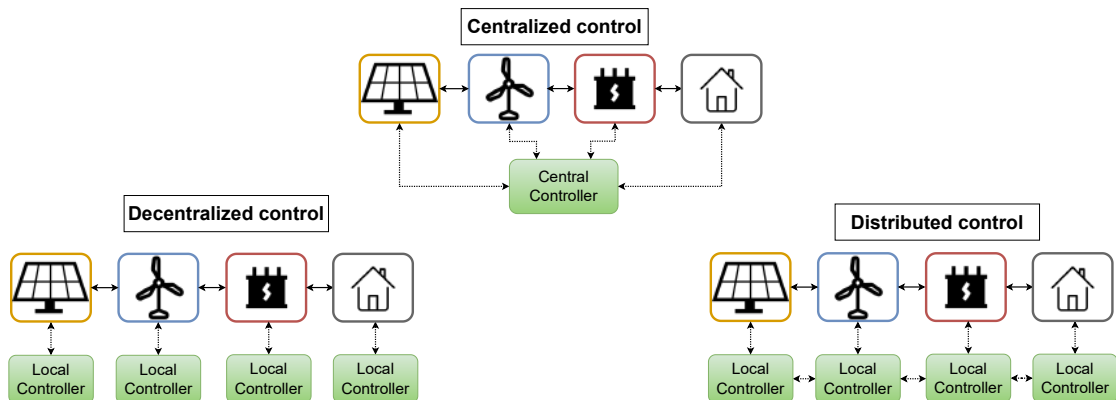 Centralized control
Central
Controller
Decentralized control
Local
Controller
Local
Controller
Local
Controller
Local
Controller
Distributed control
Local
Controller
Local
Controller
Local
Controller
Local
Controller